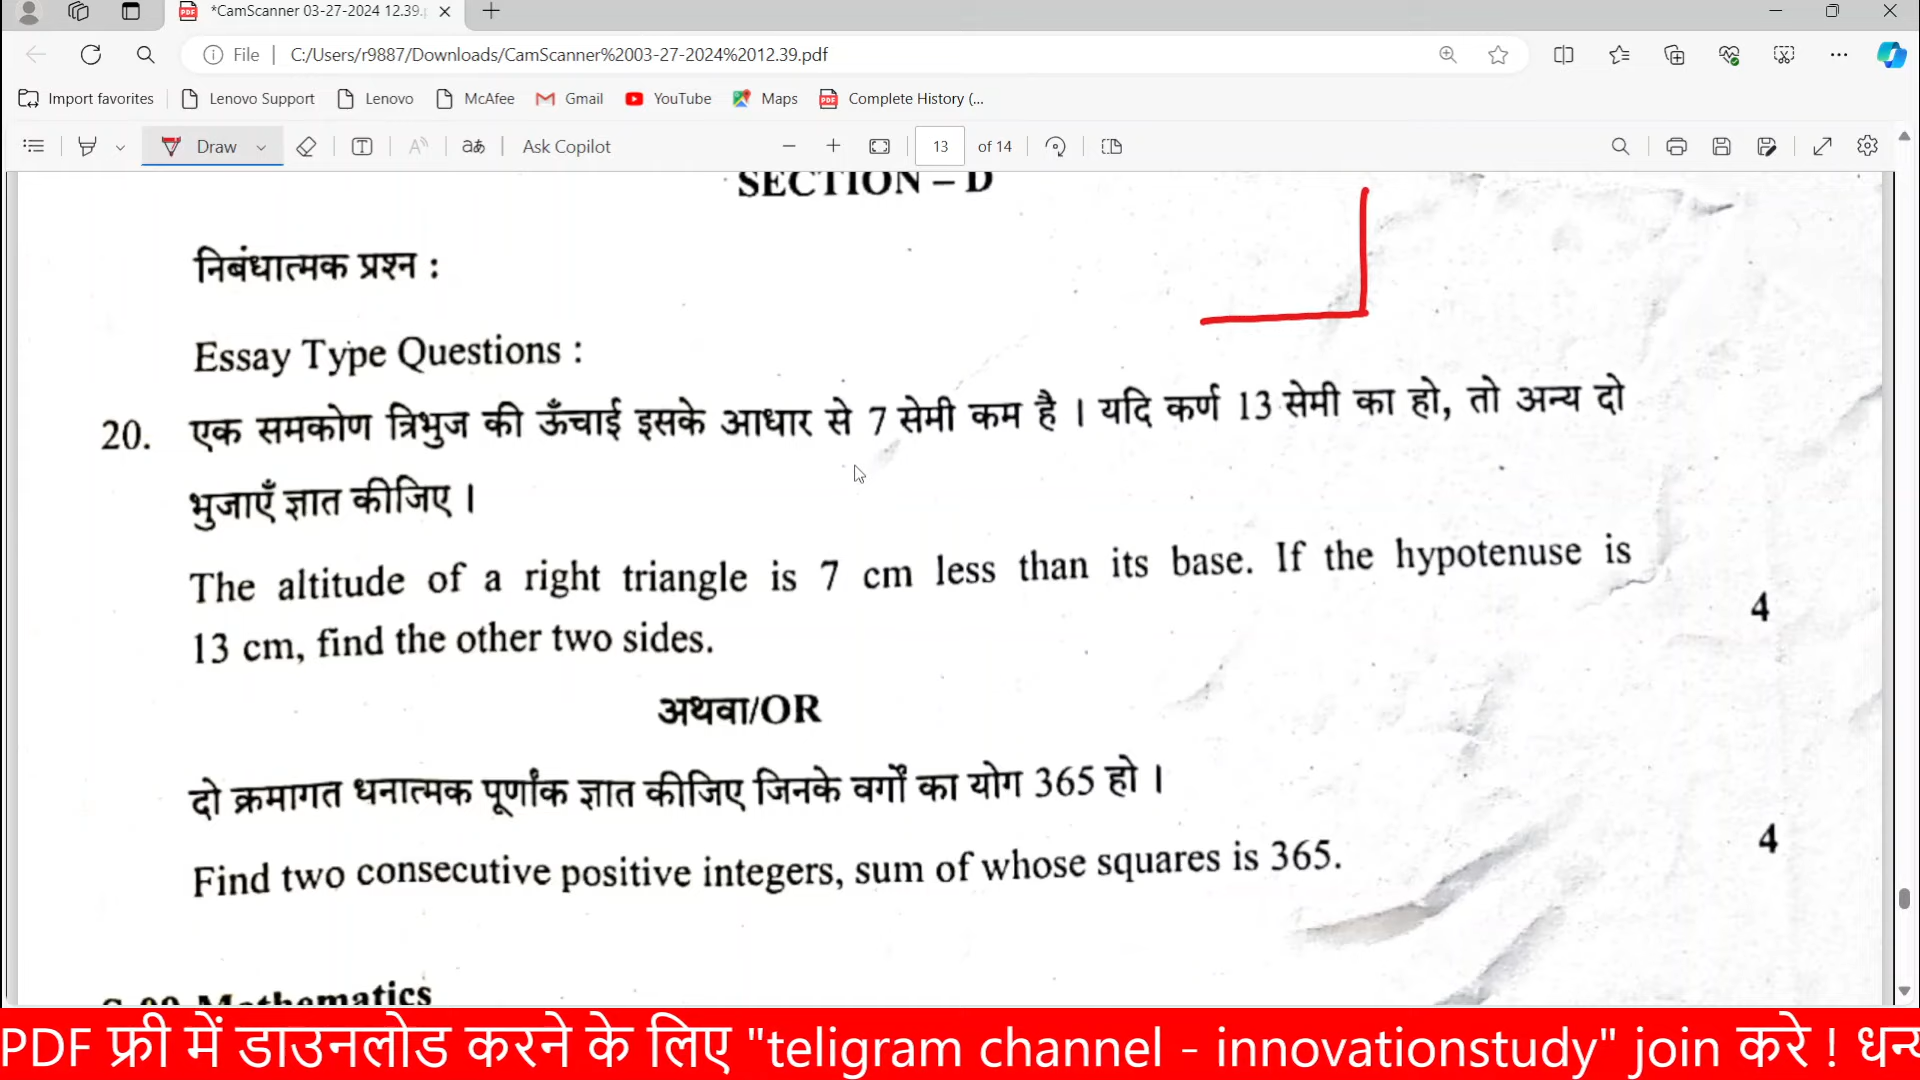 *CamScanner 03-27-2024 12.39.
File C:/Users/r9887/Downloads/CamScanner%2003-27-2024%2012.39.pdf
Import favorites Lenovo Support Lenovo McAfee Gmail YouTube Maps Complete History (...
Draw Ask Copilot 13 of 14
SECTION – D
निबंधात्मक प्रश्न :
Essay Type Questions :
20. एक समकोण त्रिभुज की ऊँचाई इसके आधार से 7 सेमी कम है । यदि कर्ण 13 सेमी का हो, तो अन्य दो
भुजाएँ ज्ञात कीजिए ।
The altitude of a right triangle is 7 cm less than its base. If the hypotenuse is
13 cm, find the other two sides. 4
अथवा/OR
दो क्रमागत धनात्मक पूर्णांक ज्ञात कीजिए जिनके वर्गों का योग 365 हो ।
Find two consecutive positive integers, sum of whose squares is 365. 4
S-09-Mathematics
PDF फ्री में डाउनलोड करने के लिए "teligram channel - innovationstudy" join करे !